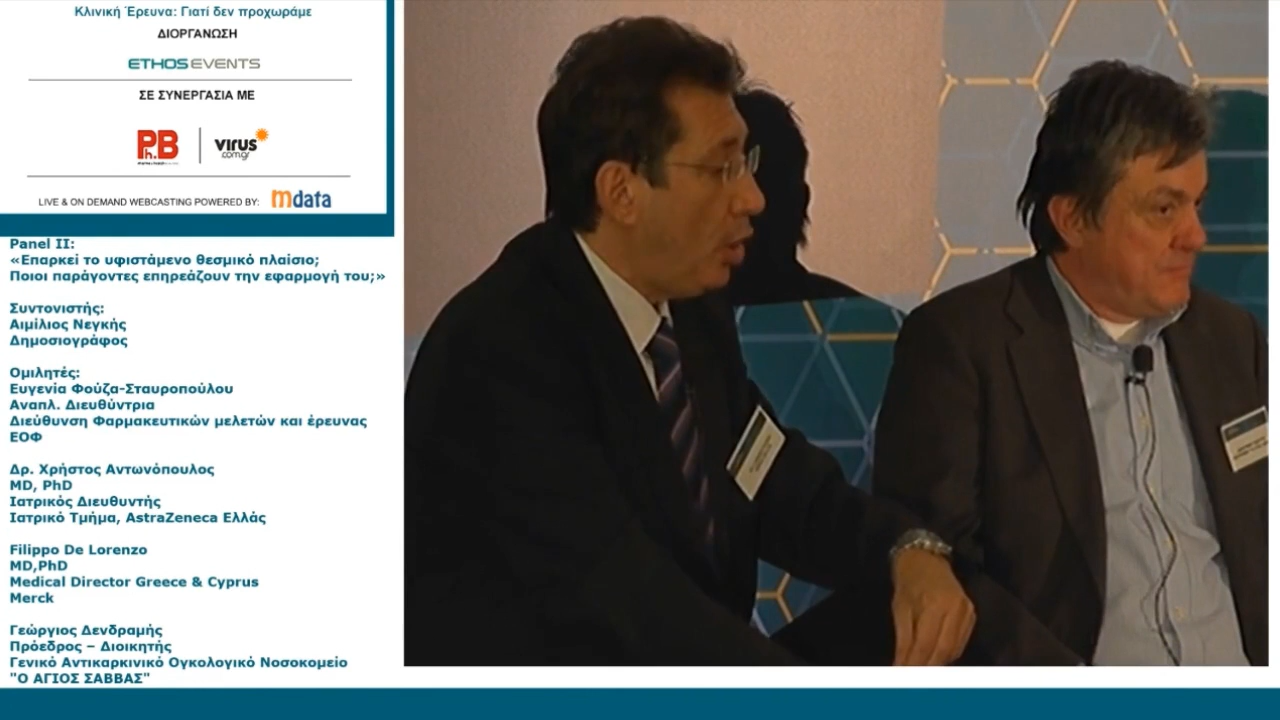 Κλινική Έρευνα: Γιατί δεν προχωράμε
ΔΙΟΡΓΑΝΩΣΗ
ETHOSEVENTS
ΣΕ ΣΥΝΕΡΓΑΣΙΑ ΜΕ
Ph.B
virus
.com.gr
LIVE & ON DEMAND WEBCASTING POWERED BY:
mdata
Panel II:
«Επαρκεί το υφιστάμενο θεσμικό πλαίσιο;
Ποιοι παράγοντες επηρεάζουν την εφαρμογή του;»
Συντονιστής:
Αιμίλιος Νεγκής
Δημοσιογράφος
Ομιλητές:
Ευγενία Φούζα-Σταυροπούλου
Αναπλ. Διευθύντρια
Διεύθυνση Φαρμακευτικών μελετών και έρευνας
ΕΟΦ
Δρ. Χρήστος Αντωνόπουλος
MD, PhD
Ιατρικός Διευθυντής
Ιατρικό Τμήμα, AstraZeneca Ελλάς
Filippo De Lorenzo
MD,PhD
Medical Director Greece & Cyprus
Merck
Γεώργιος Δενδραμής
Πρόεδρος – Διοικητής
Γενικό Αντικαρκινικό Ογκολογικό Νοσοκομείο
"Ο ΑΓΙΟΣ ΣΑΒΒΑΣ"